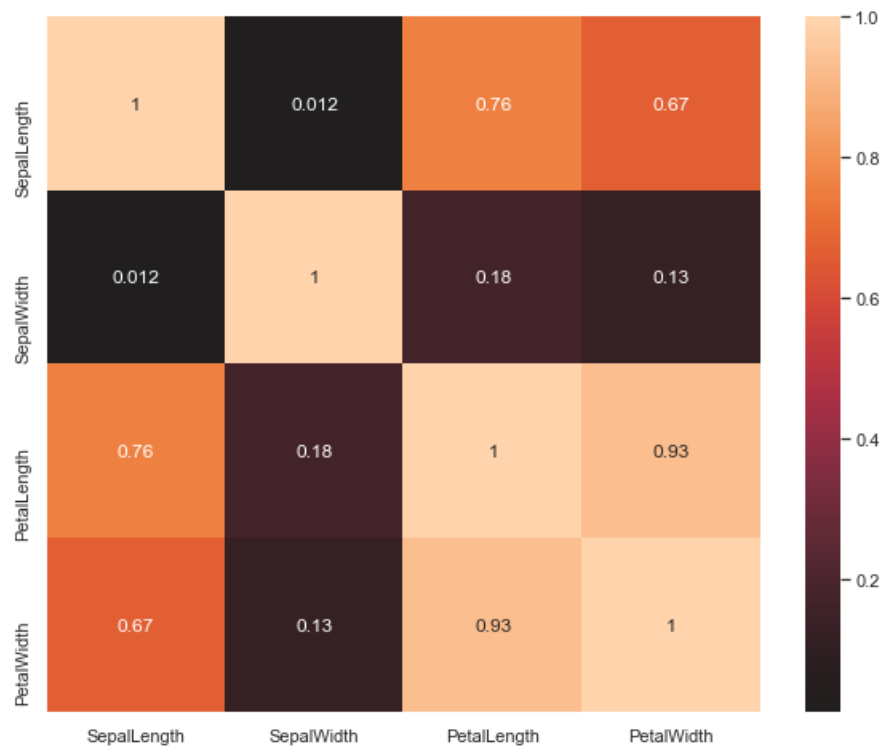 SepalLength 1 0.012 0.76 0.67
SepalWidth 0.012 1 0.18 0.13
PetalLength 0.76 0.18 1 0.93
PetalWidth 0.67 0.13 0.93 1
SepalLength SepalWidth PetalLength PetalWidth
1.0
0.8
0.6
0.4
0.2